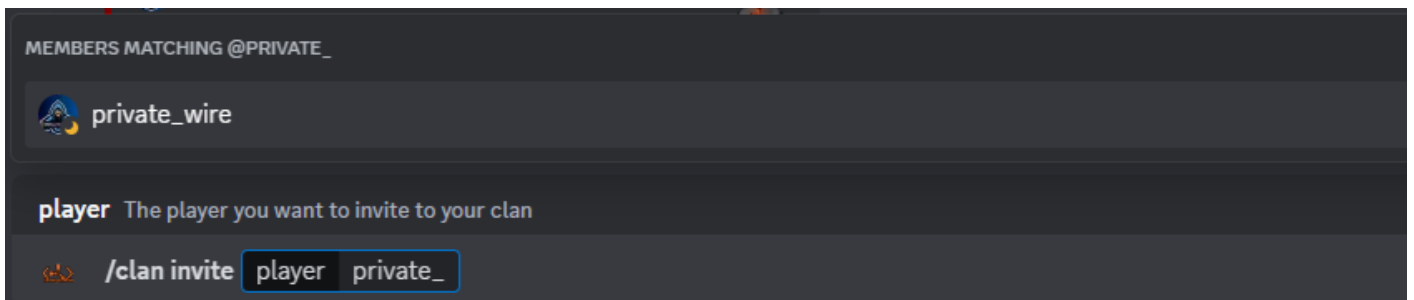 MEMBERS MATCHING @PRIVATE_
private_wire
player The player you want to invite to your clan
/clan invite player private_